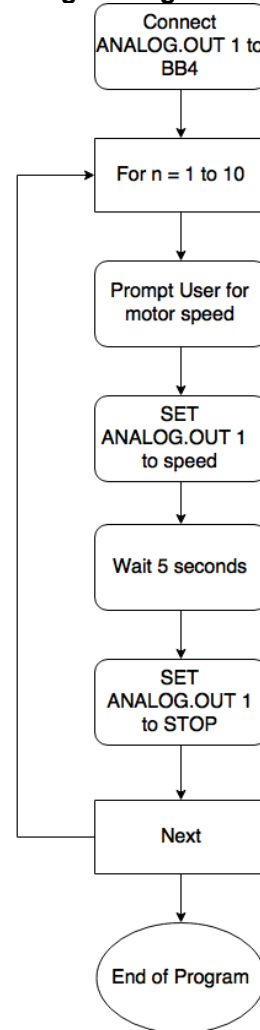 Connect
ANALOG.OUT 1 to
BB4
For n = 1 to 10
Prompt User for
motor speed
SET
ANALOG.OUT 1
to speed
Wait 5 seconds
SET
ANALOG.OUT 1
to STOP
Next
End of Program